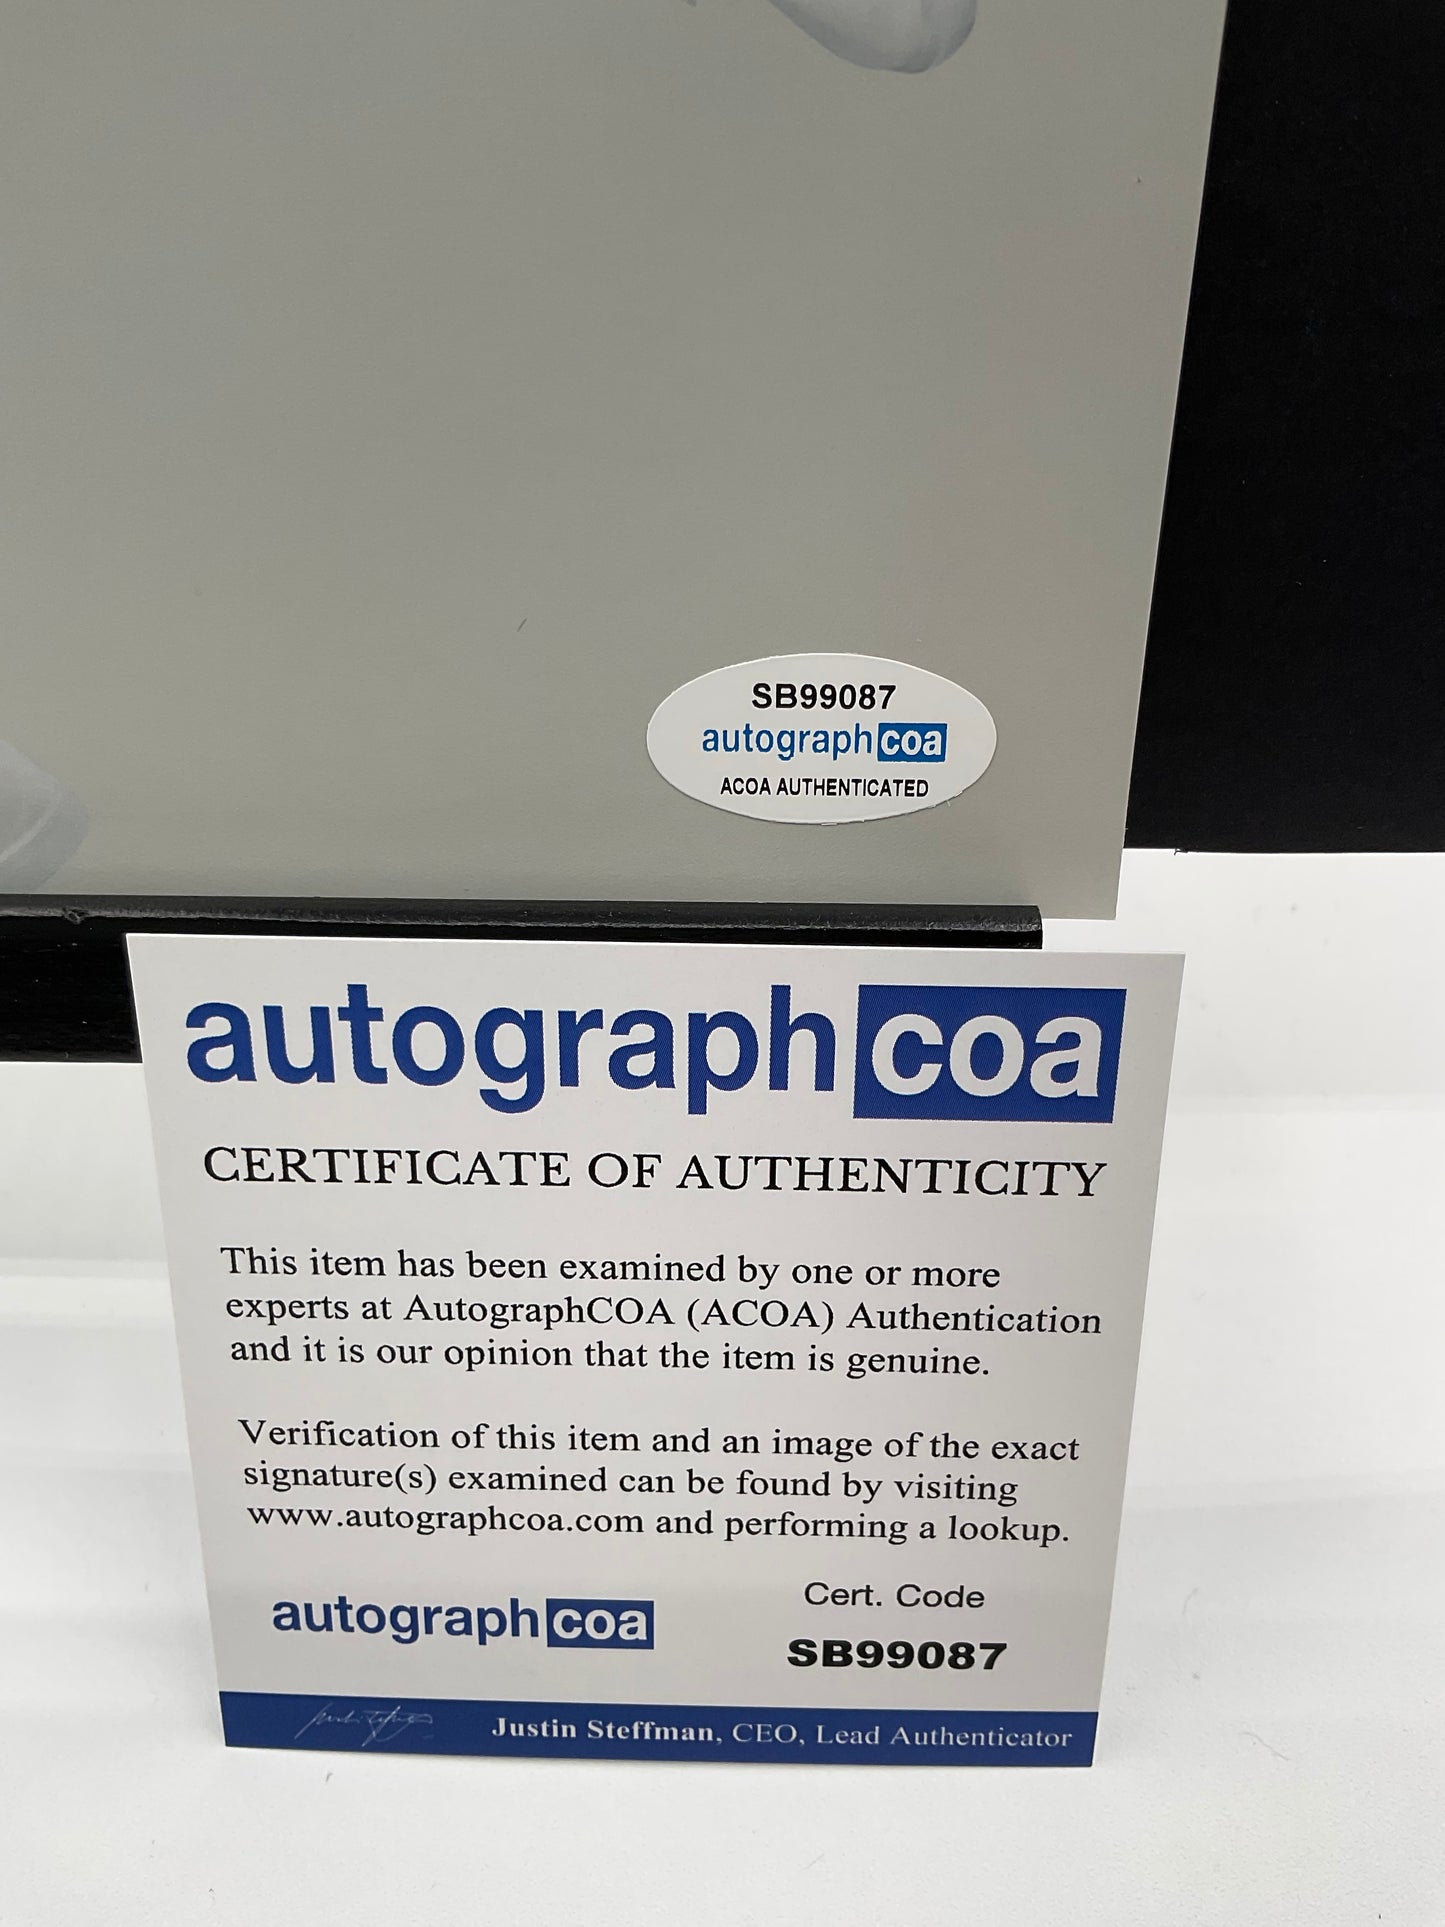 SB99087
autographcoa
ACOA AUTHENTICATED
autographcoa
CERTIFICATE OF AUTHENTICITY
This item has been examined by one or more
experts at AutographCOA (ACOA) Authentication
and it is our opinion that the item is genuine.
Verification of this item and an image of the exact
signature(s) examined can be found by visiting
www.autographcoa.com and performing a lookup.
autographcoa
Cert. Code
SB99087
Justin Steffman, CEO, Lead Authenticator